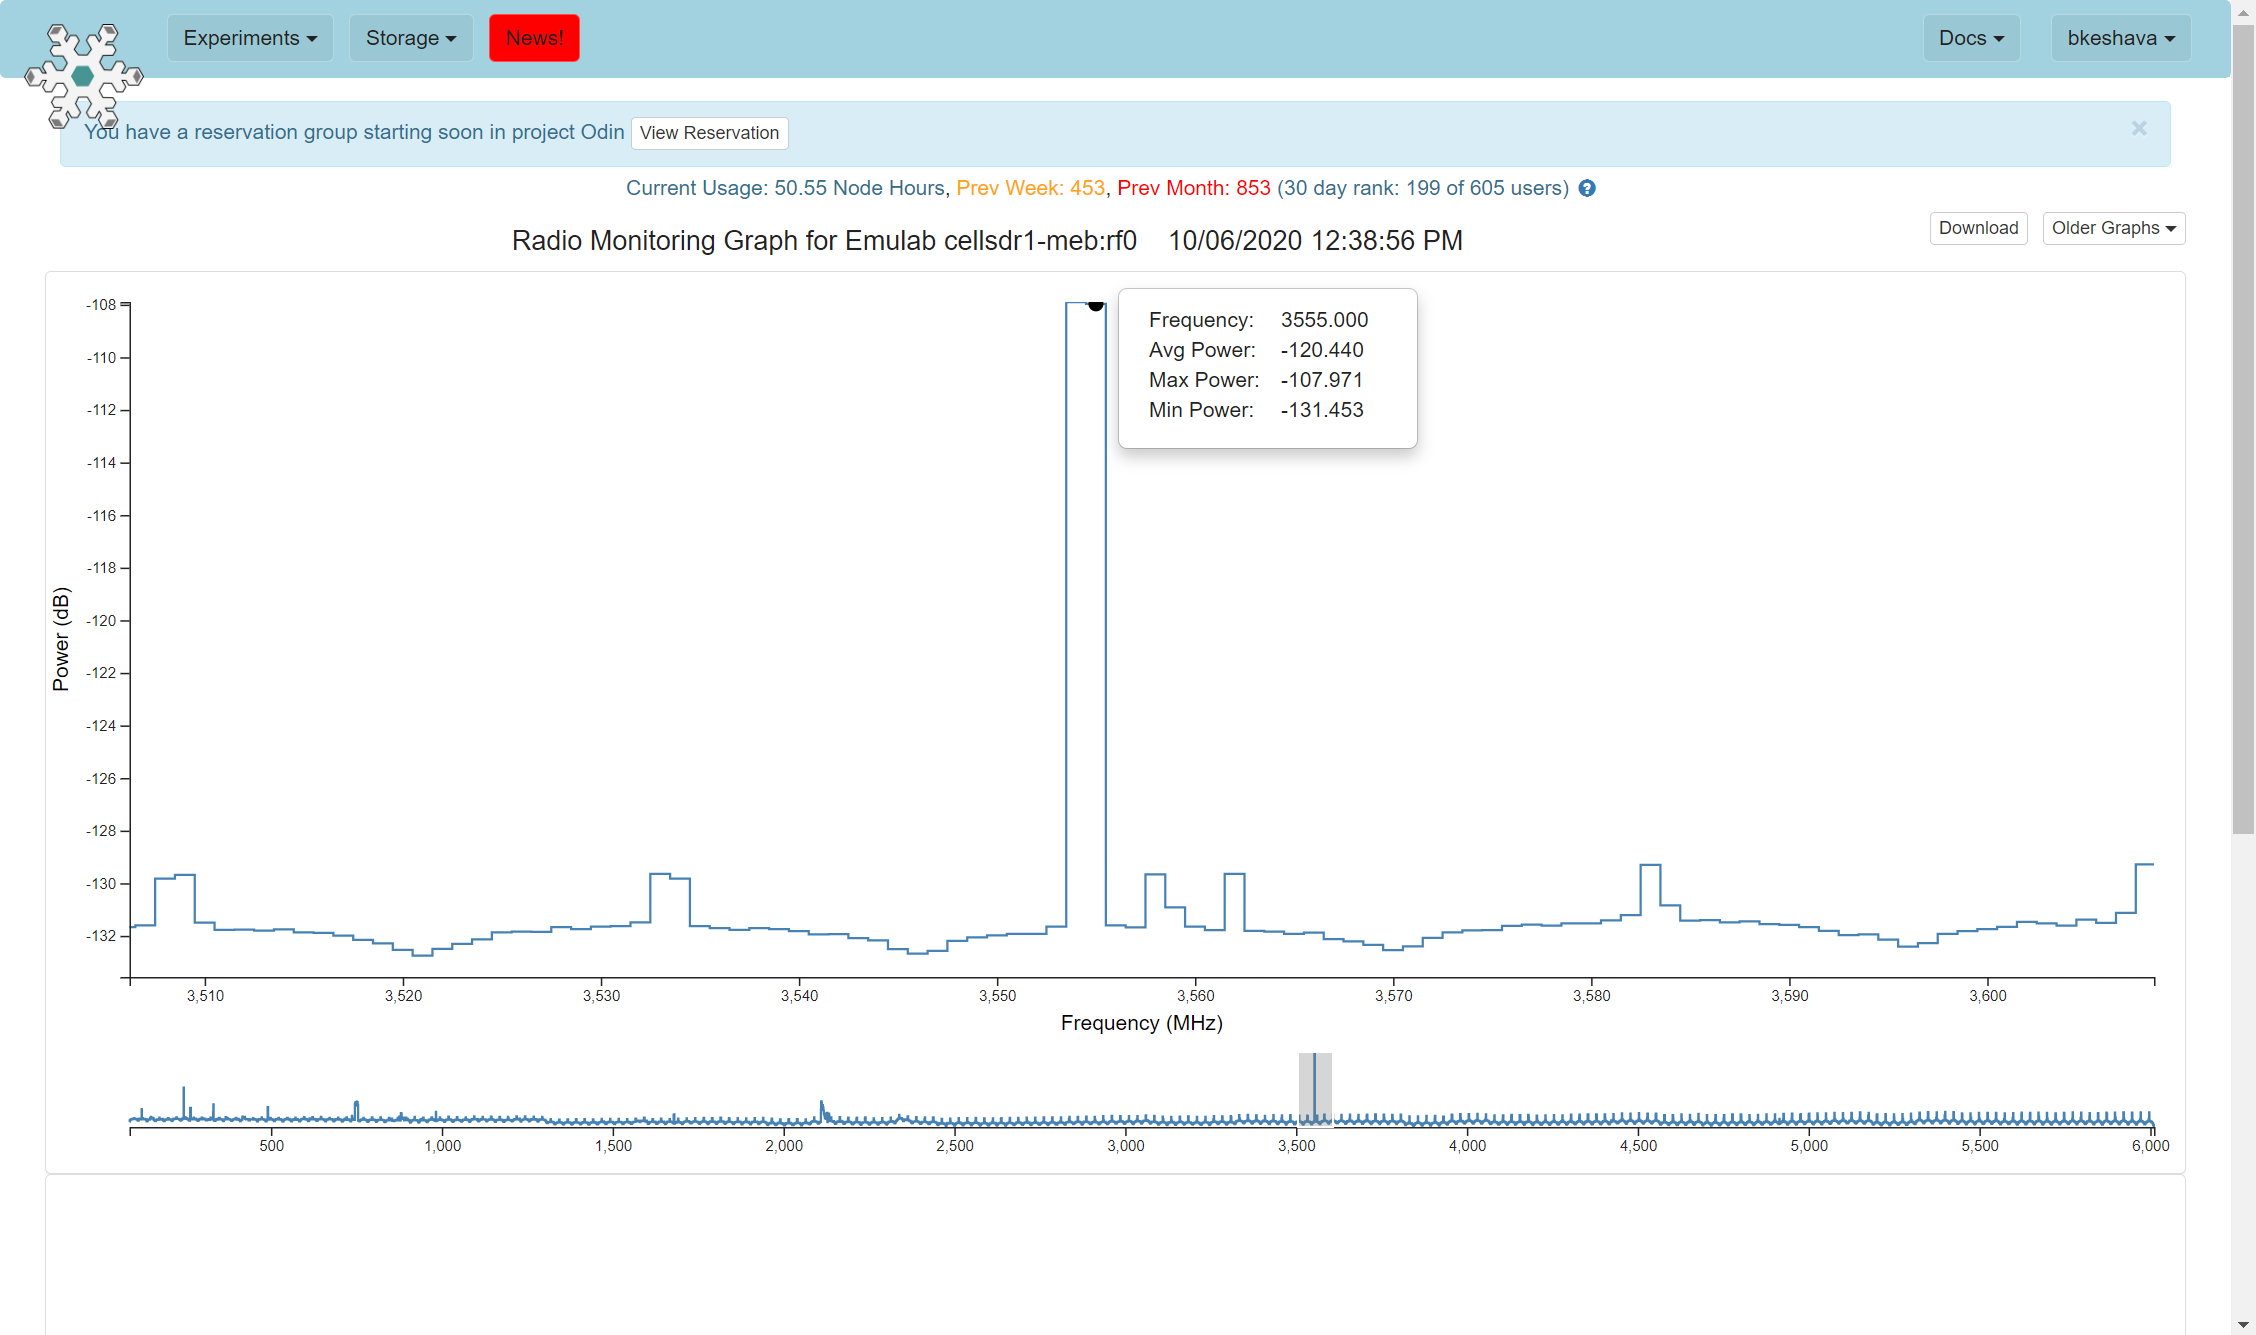 Experiments Storage News! Docs bkeshava
You have a reservation group starting soon in project Odin View Reservation ×
Current Usage: 50.55 Node Hours, Prev Week: 453, Prev Month: 853 (30 day rank: 199 of 605 users) ?
Radio Monitoring Graph for Emulab cellsdr1-meb:rf0 10/06/2020 12:38:56 PM
Download Older Graphs
Frequency: 3555.000
Avg Power: -120.440
Max Power: -107.971
Min Power: -131.453
Power (dB)
-108
-110
-112
-114
-116
-118
-120
-122
-124
-126
-128
-130
-132
3,510 3,520 3,530 3,540 3,550 3,560 3,570 3,580 3,590 3,600
Frequency (MHz)
500 1,000 1,500 2,000 2,500 3,000 3,500 4,000 4,500 5,000 5,500 6,000